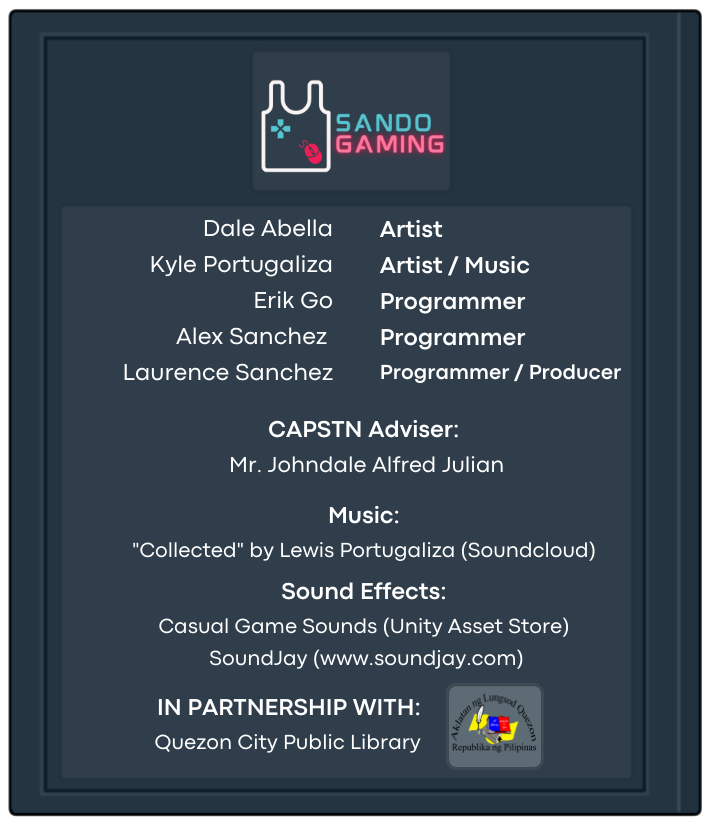 SANDO
GAMING
Dale Abella Artist
Kyle Portugaliza Artist / Music
Erik Go Programmer
Alex Sanchez Programmer
Laurence Sanchez Programmer / Producer
CAPSTN Adviser:
Mr. Johndale Alfred Julian
Music:
"Collected" by Lewis Portugaliza (Soundcloud)
Sound Effects:
Casual Game Sounds (Unity Asset Store)
SoundJay (www.soundjay.com)
IN PARTNERSHIP WITH:
Quezon City Public Library
Aklatan ng Lungsod Quezon
Republika ng Pilipinas